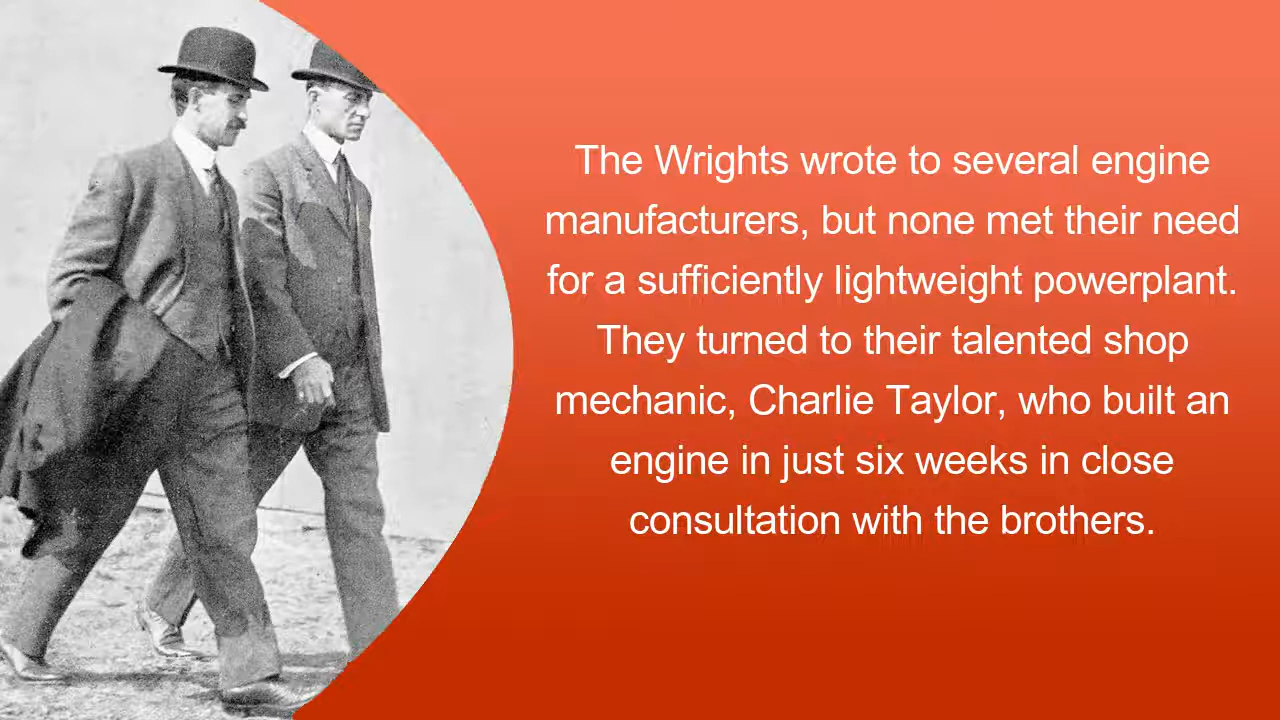 The Wrights wrote to several engine
manufacturers, but none met their need
for a sufficiently lightweight powerplant.
They turned to their talented shop
mechanic, Charlie Taylor, who built an
engine in just six weeks in close
consultation with the brothers.